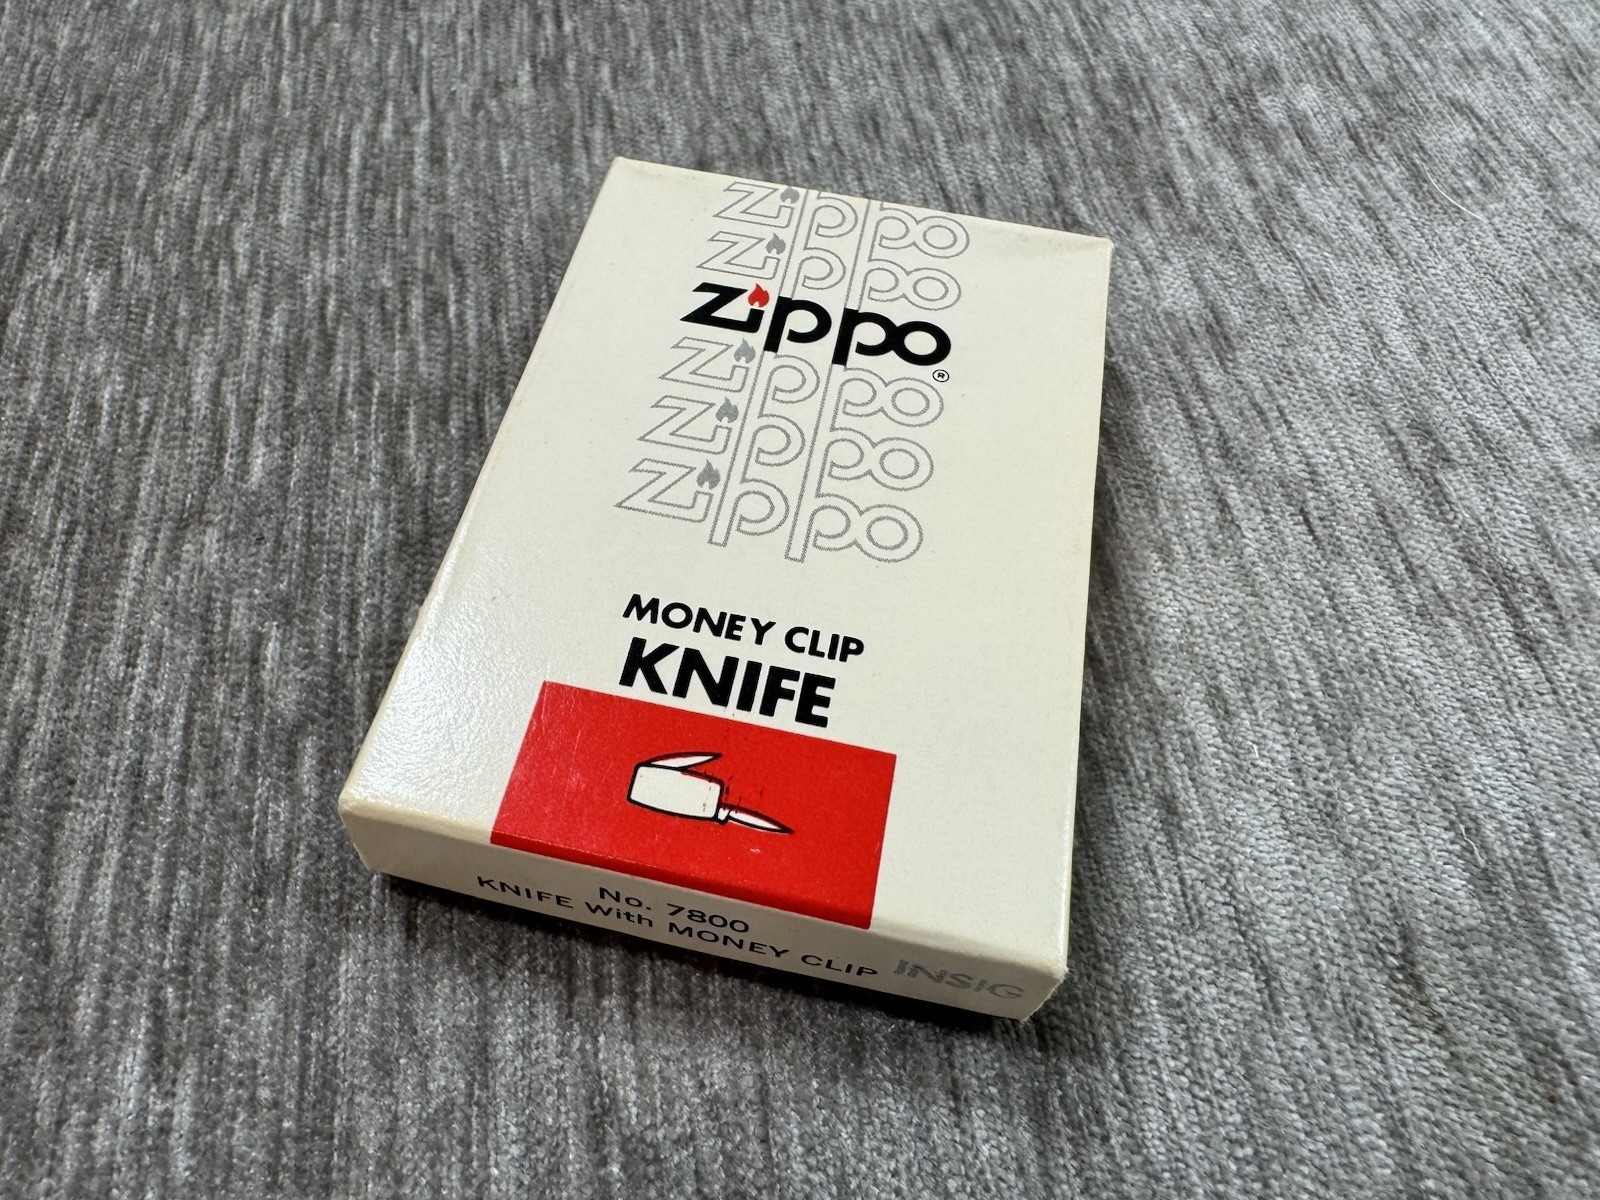 zippo
zippo
zippo®
zippo
zippo
zippo
MONEY CLIP
KNIFE
No. 7800
KNIFE With MONEY CLIP
INSIG